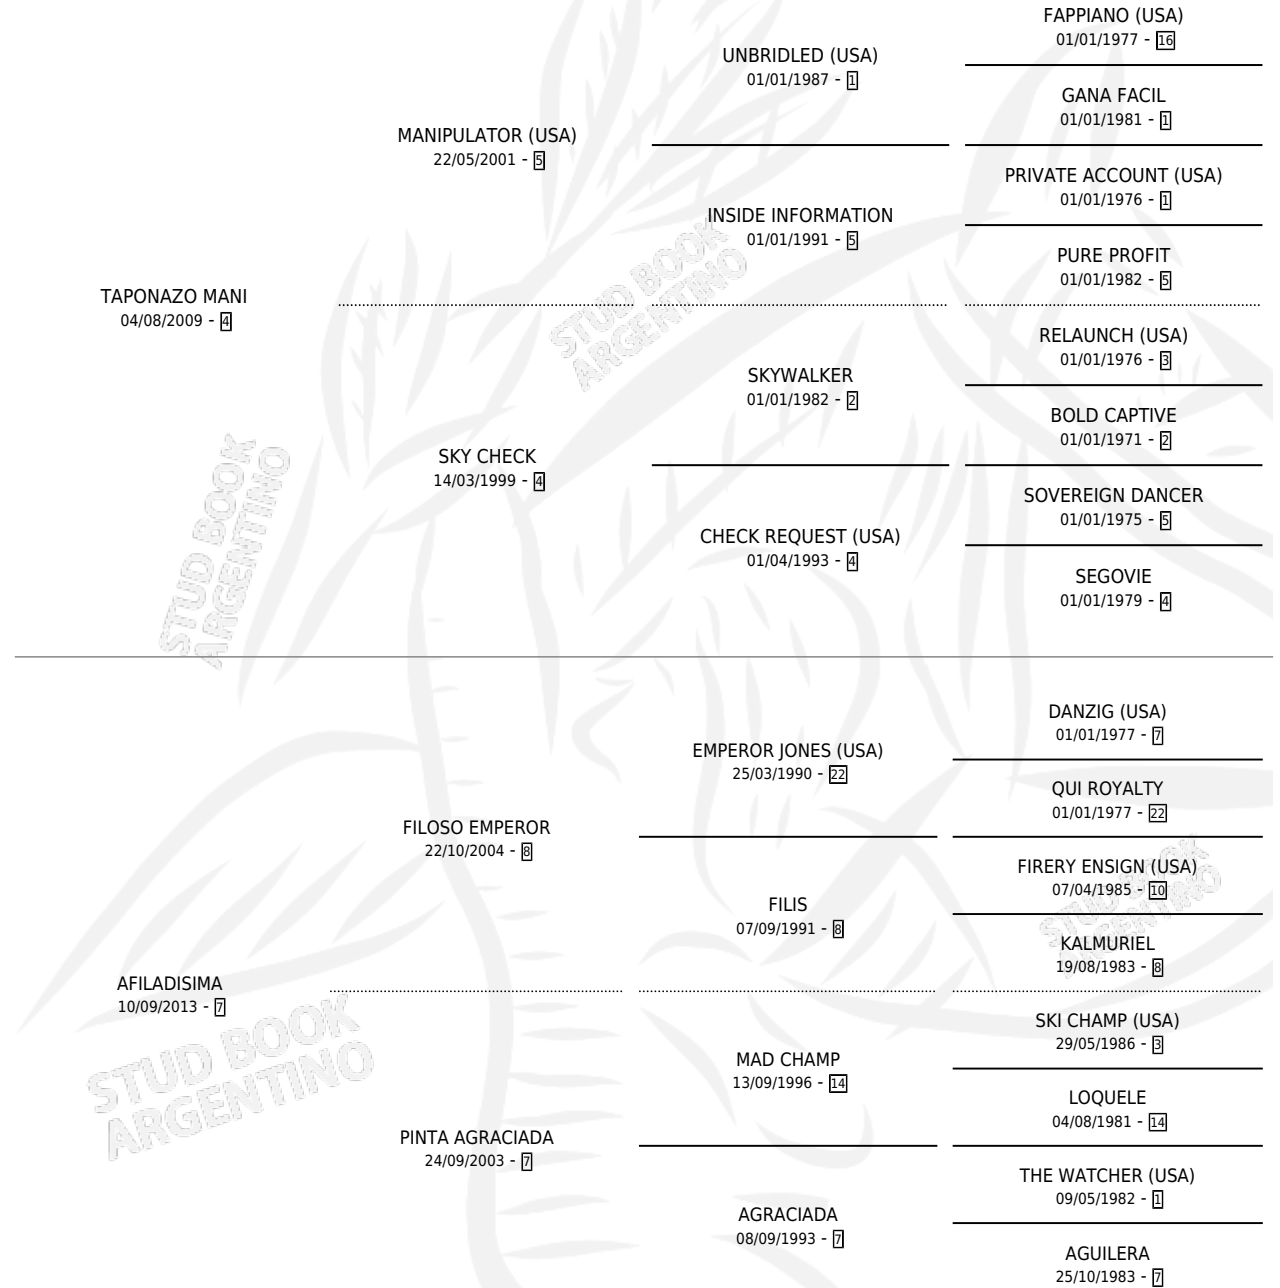 FAPPIANO (USA)
01/01/1977 - 16
UNBRIDLED (USA)
01/01/1987 - 1
GANA FACIL
01/01/1981 - 1
MANIPULATOR (USA)
22/05/2001 - 5
PRIVATE ACCOUNT (USA)
01/01/1976 - 1
INSIDE INFORMATION
01/01/1991 - 5
PURE PROFIT
01/01/1982 - 5
TAPONAZO MANI
04/08/2009 - 4
RELAUNCH (USA)
01/01/1976 - 3
SKYWALKER
01/01/1982 - 2
BOLD CAPTIVE
01/01/1971 - 2
SKY CHECK
14/03/1999 - 4
SOVEREIGN DANCER
01/01/1975 - 5
CHECK REQUEST (USA)
01/04/1993 - 4
SEGOVIE
01/01/1979 - 4
STUD BOOK
ARGENTINO
STUD BOOK
ARGENTINO
DANZIG (USA)
01/01/1977 - 7
EMPEROR JONES (USA)
25/03/1990 - 22
QUI ROYALTY
01/01/1977 - 22
FILOSO EMPEROR
22/10/2004 - 8
FIRERY ENSIGN (USA)
07/04/1985 - 10
FILIS
07/09/1991 - 8
KALMURIEL
19/08/1983 - 8
STUD BOOK
ARGENTINO
AFILADISIMA
10/09/2013 - 7
SKI CHAMP (USA)
29/05/1986 - 3
MAD CHAMP
13/09/1996 - 14
LOQUELE
04/08/1981 - 14
PINTA AGRACIADA
24/09/2003 - 7
THE WATCHER (USA)
09/05/1982 - 1
AGRACIADA
08/09/1993 - 7
AGUILERA
25/10/1983 - 7
STUD BOOK
ARGENTINO